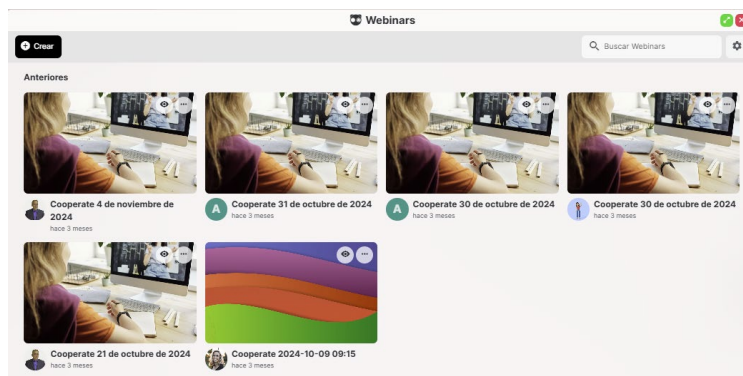 Webinars
Crear
Buscar Webinars
Anteriores
Cooperate 4 de noviembre de
2024
hace 3 meses
A
Cooperate 31 de octubre de 2024
hace 3 meses
A
Cooperate 30 de octubre de 2024
hace 3 meses
Cooperate 30 de octubre de 2024
hace 3 meses
Cooperate 21 de octubre de 2024
hace 3 meses
Cooperate 2024-10-09 09:15
hace 3 meses